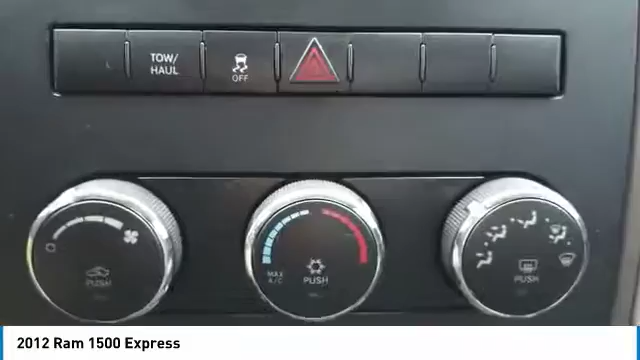 TOW/
HAUL
OFF
MAX
A/C
PUSH
PUSH
PUSH
2012 Ram 1500 Express